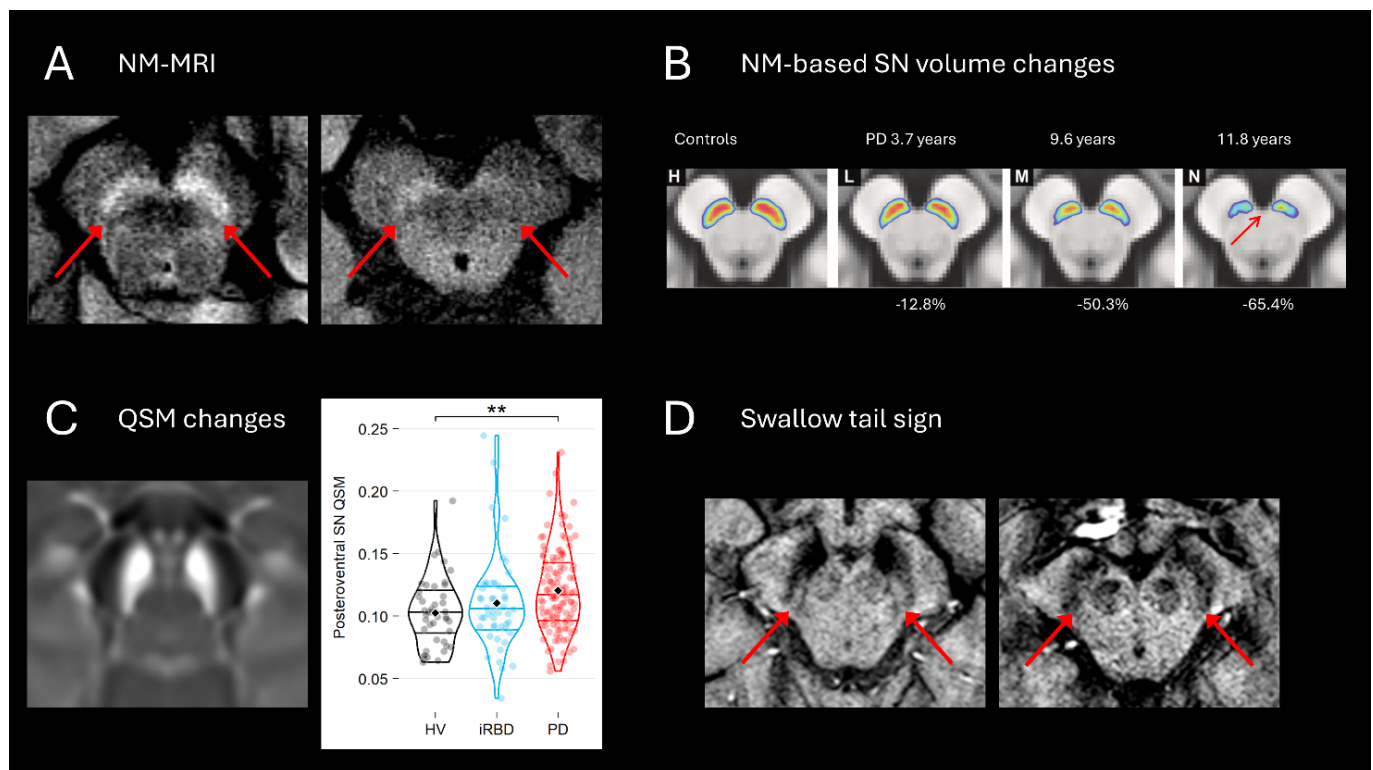 A NM-MRI
B NM-based SN volume changes
Controls PD 3.7 years 9.6 years 11.8 years
H L M N
-12.8% -50.3% -65.4%
C QSM changes
**
0.25
0.20
0.15
0.10
0.05
Posteroventral SN QSM
HV iRBD PD
D Swallow tail sign